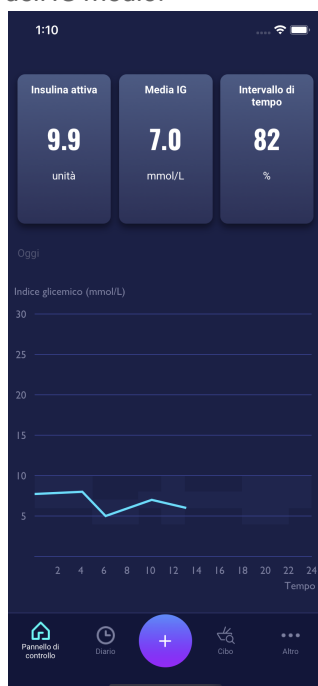 dell'IG medio.
1:10
Insulina attiva
9.9
unità
Media IG
7.0
mmol/L
Intervallo di
tempo
82
%
Oggi
Indice glicemico (mmol/L)
30
25
20
15
10
5
2 4 6 8 10 12 14 16 18 20 22 24
Tempo
Pannello di
controllo
Diario
+
Cibo
Altro